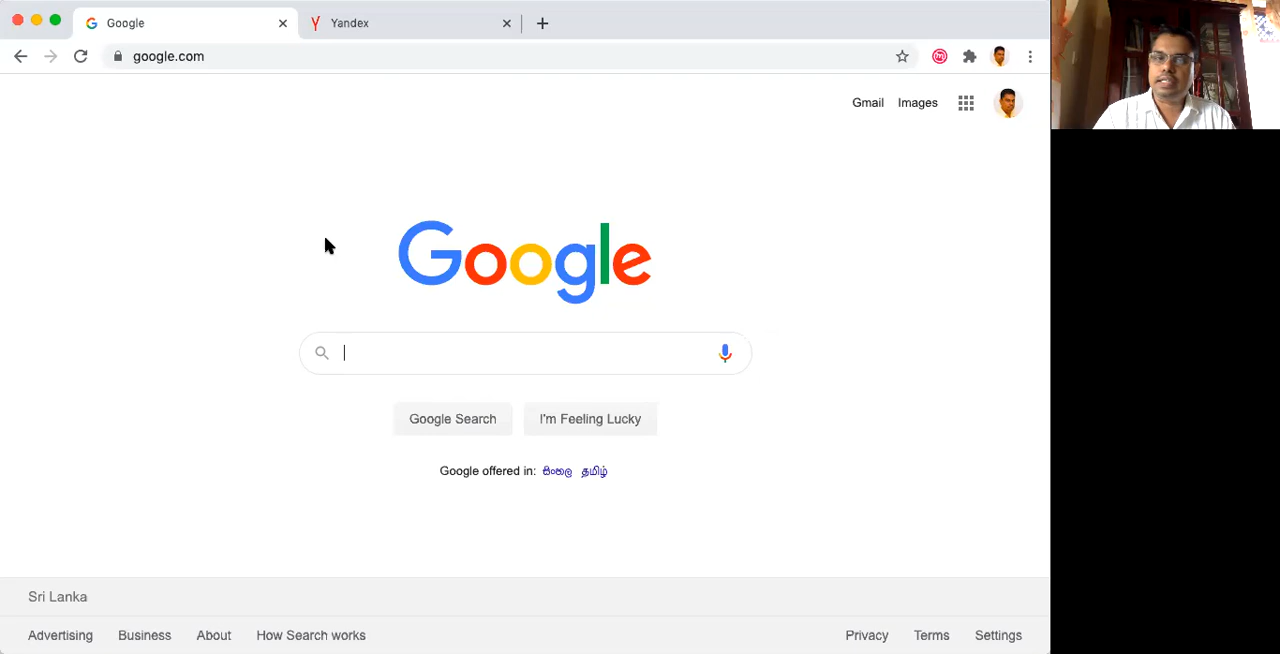 Google
Yandex
google.com
Gmail Images
Google
Google Search I'm Feeling Lucky
Google offered in: සිංහල தமிழ்
Sri Lanka
Advertising Business About How Search works Privacy Terms Settings